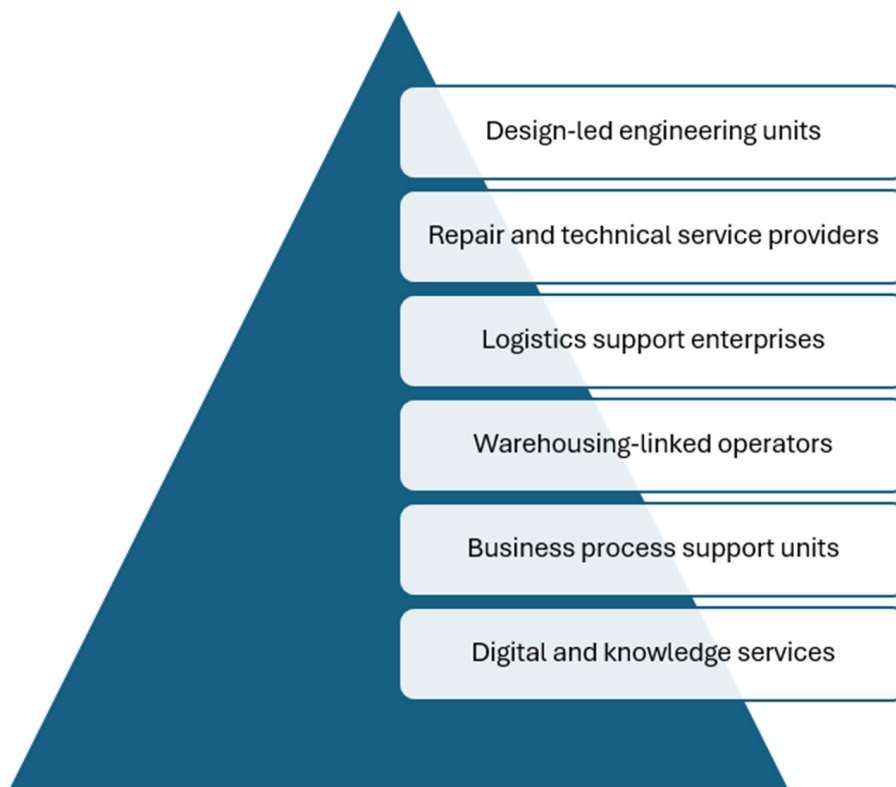 Design-led engineering units
Repair and technical service providers
Logistics support enterprises
Warehousing-linked operators
Business process support units
Digital and knowledge services